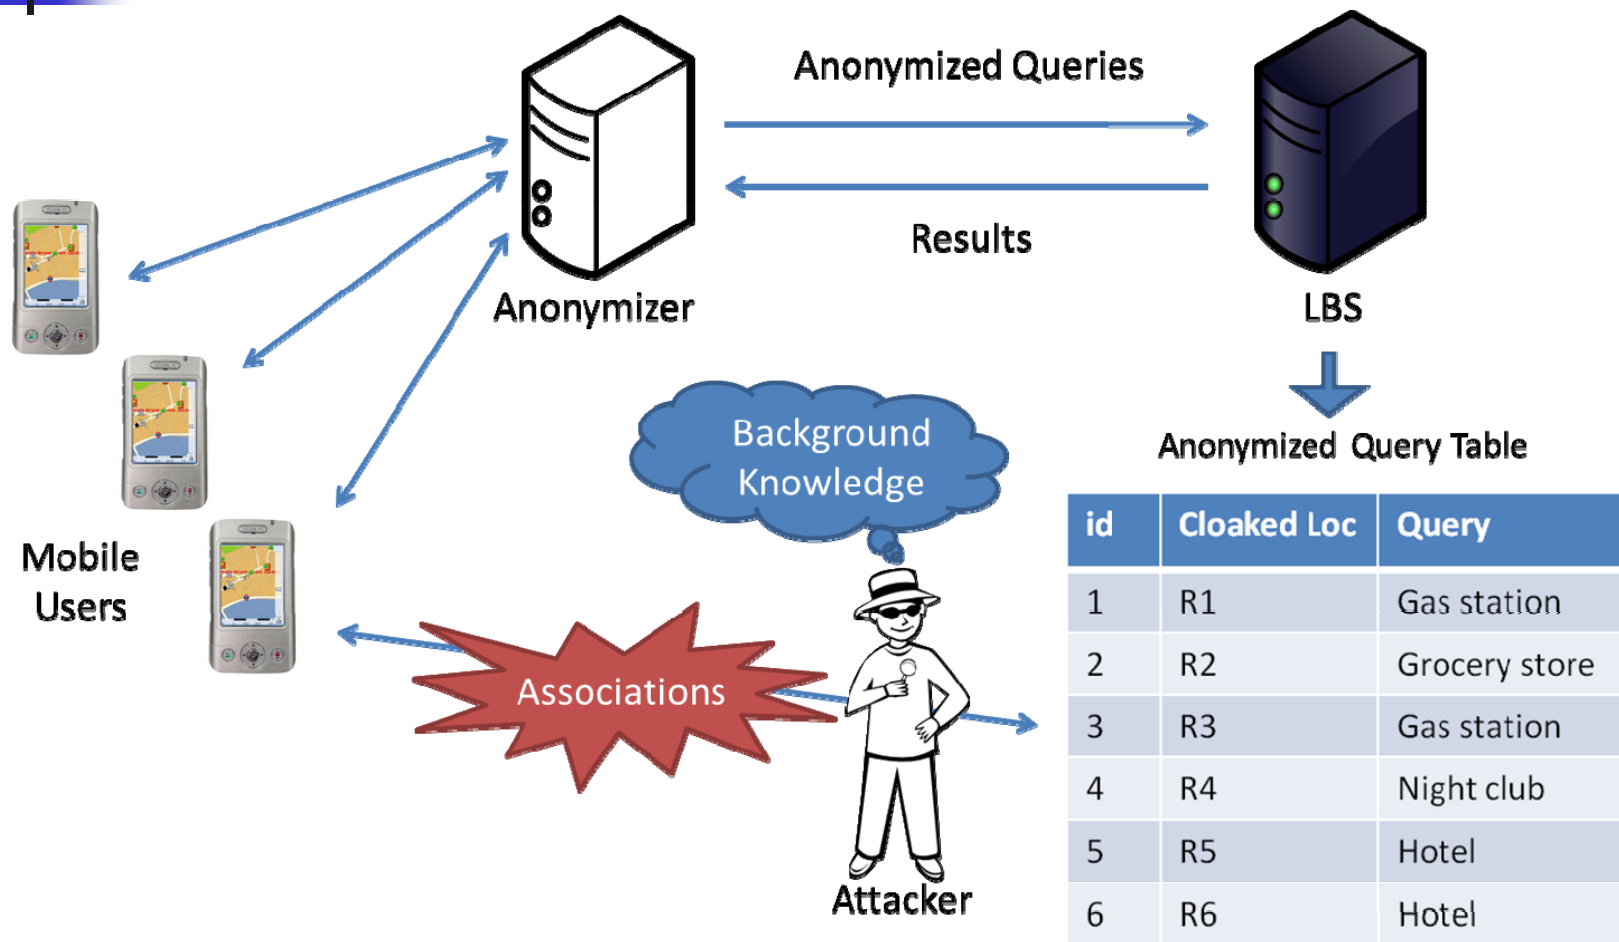 Anonymized Queries
Results
Anonymizer
LBS
Background
Knowledge
Anonymized Query Table
Mobile
Users
Associations
Attacker
id Cloaked Loc Query
1 R1 Gas station
2 R2 Grocery store
3 R3 Gas station
4 R4 Night club
5 R5 Hotel
6 R6 Hotel